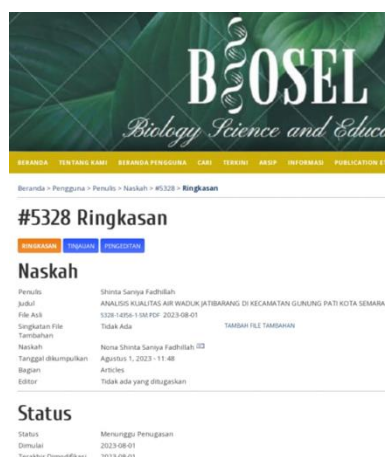 BIOSEL
Biology Science and Educa
BERANDA TENTANG KAMI BERANDA PENGGUNA CARI TERKINI ARSIP INFORMASI PUBLICATION ET
Beranda > Pengguna > Penulis > Naskah > #5328 > Ringkasan
#5328 Ringkasan
RINGKASAN TINJAUAN PENGEDITAN
Naskah
Penulis Shinta Saniya Fadhillah
Judul ANALISIS KUALITAS AIR WADUK JATIBARANG DI KECAMATAN GUNUNG PATI KOTA SEMARA
File Asli 5328-14956-1-SM.PDF 2023-08-01
Singkatan File Tidak Ada TAMBAH FILE TAMBAHAN
Tambahan
Naskah Nona Shinta Saniya Fadhillah
Tanggal dikumpulkan Agustus 1, 2023 - 11:48
Bagian Articles
Editor Tidak ada yang ditugaskan
Status
Status Menunggu Penugasan
Dimulai 2023-08-01
Terakhir Dimodifikasi 2023-08-01